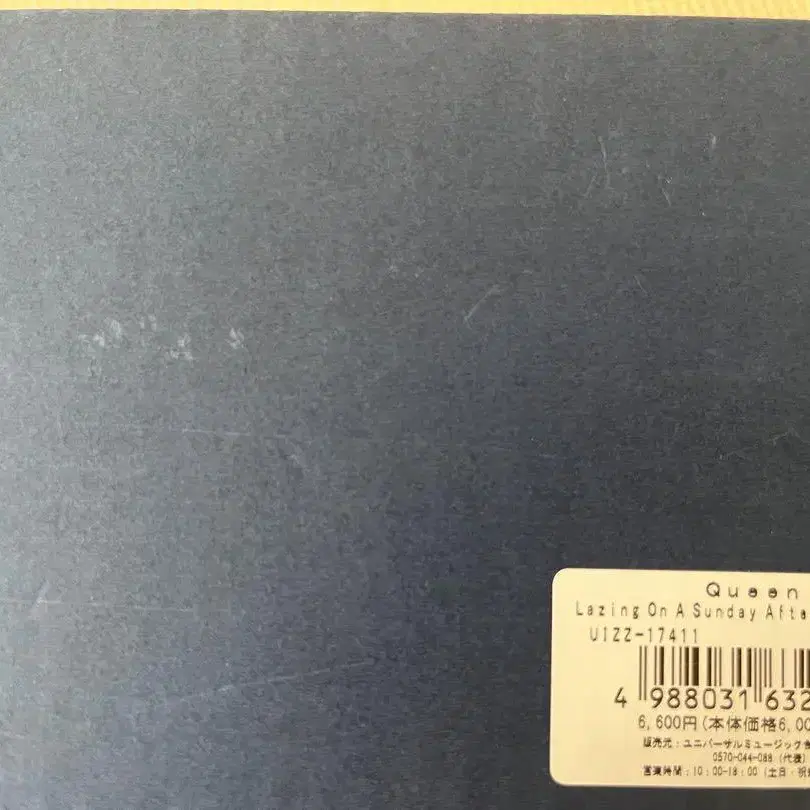 Queen
Lazing On A Sunday Afte
UIZZ-17411
4 988031 632
6,600円(本体価格6,00
販売元:ユニバーサルミュージック合
0570-044-088 (代表)
営業時間:10:00-18:00 (土日・祝